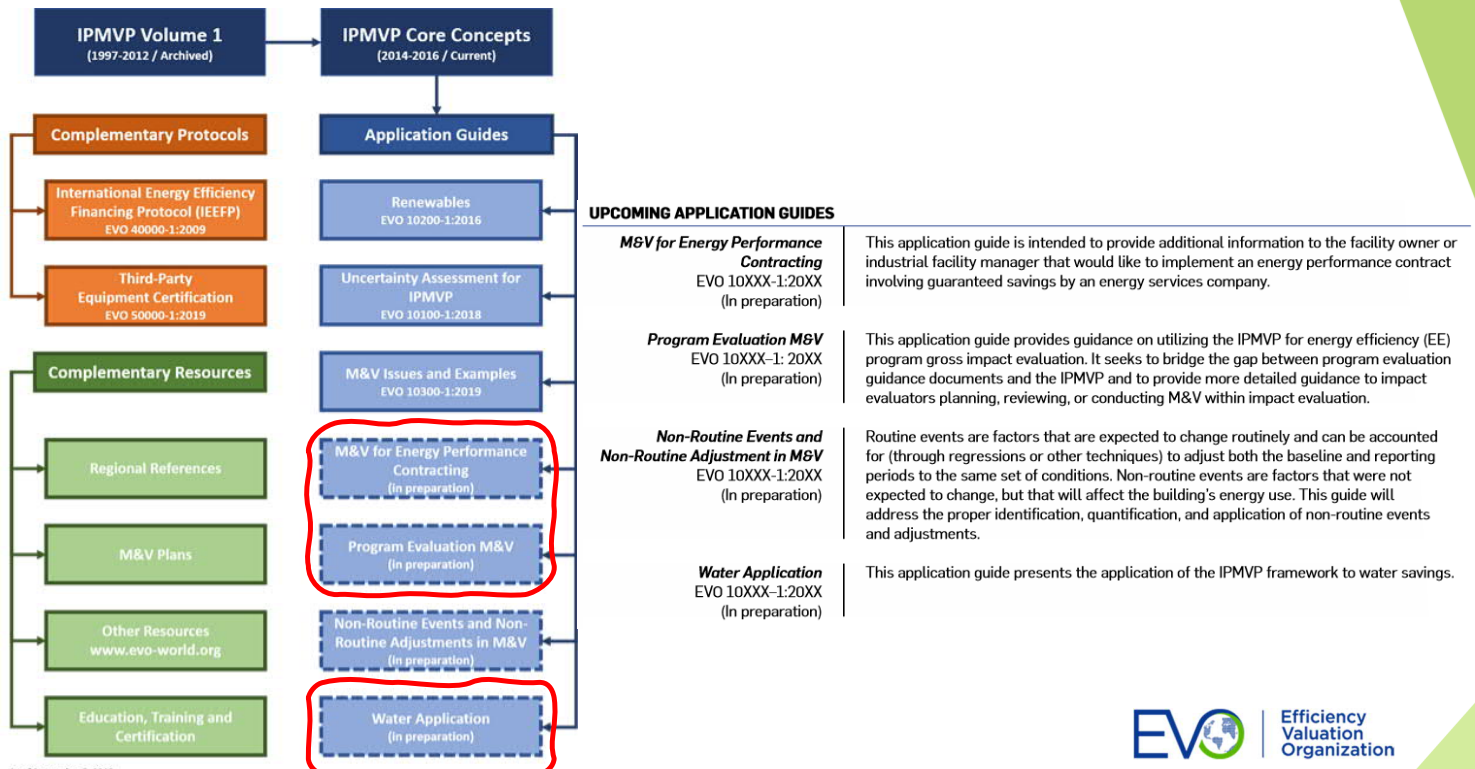 IPMVP Volume 1
(1997-2012 / Archived)
IPMVP Core Concepts
(2014-2016 / Current)
Complementary Protocols
International Energy Efficiency
Financing Protocol (IEEFP)
EVO 40000-1:2009
Third-Party
Equipment Certification
EVO 50000-1:2019
Complementary Resources
Regional References
M&V Plans
Other Resources
www.evo-world.org
Education, Training and
Certification
Application Guides
Renewables
EVO 10200-1:2016
Uncertainty Assessment for
IPMVP
EVO 10100-1:2018
M&V Issues and Examples
EVO 10300-1:2019
M&V for Energy Performance
Contracting
(in preparation)
Program Evaluation M&V
(in preparation)
Non-Routine Events and Non-
Routine Adjustments in M&V
(in preparation)
Water Application
(in preparation)
UPCOMING APPLICATION GUIDES
M&V for Energy Performance
Contracting
EVO 10XXX-1:20XX
(In preparation)
This application guide is intended to provide additional information to the facility owner or
industrial facility manager that would like to implement an energy performance contract
involving guaranteed savings by an energy services company.
Program Evaluation M&V
EVO 10XXX–1: 20XX
(In preparation)
This application guide provides guidance on utilizing the IPMVP for energy efficiency (EE)
program gross impact evaluation. It seeks to bridge the gap between program evaluation
guidance documents and the IPMVP and to provide more detailed guidance to impact
evaluators planning, reviewing, or conducting M&V within impact evaluation.
Non-Routine Events and
Non-Routine Adjustment in M&V
EVO 10XXX-1:20XX
(In preparation)
Routine events are factors that are expected to change routinely and can be accounted
for (through regressions or other techniques) to adjust both the baseline and reporting
periods to the same set of conditions. Non-routine events are factors that were not
expected to change, but that will affect the building's energy use. This guide will
address the proper identification, quantification, and application of non-routine events
and adjustments.
Water Application
EVO 10XXX–1:20XX
(In preparation)
This application guide presents the application of the IPMVP framework to water savings.
EVO
Efficiency
Valuation
Organization